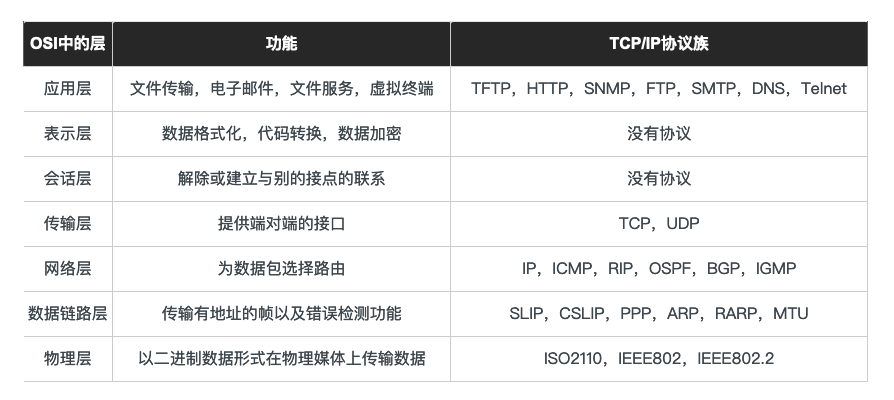 OSI中的层 功能 TCP/IP协议族
应用层 文件传输，电子邮件，文件服务，虚拟终端 TFTP，HTTP，SNMP，FTP，SMTP，DNS，Telnet
表示层 数据格式化，代码转换，数据加密 没有协议
会话层 解除或建立与别的接点的联系 没有协议
传输层 提供端对端的接口 TCP，UDP
网络层 为数据包选择路由 IP，ICMP，RIP，OSPF，BGP，IGMP
数据链路层 传输有地址的帧以及错误检测功能 SLIP，CSLIP，PPP，ARP，RARP，MTU
物理层 以二进制数据形式在物理媒体上传输数据 ISO2110，IEEE802，IEEE802.2